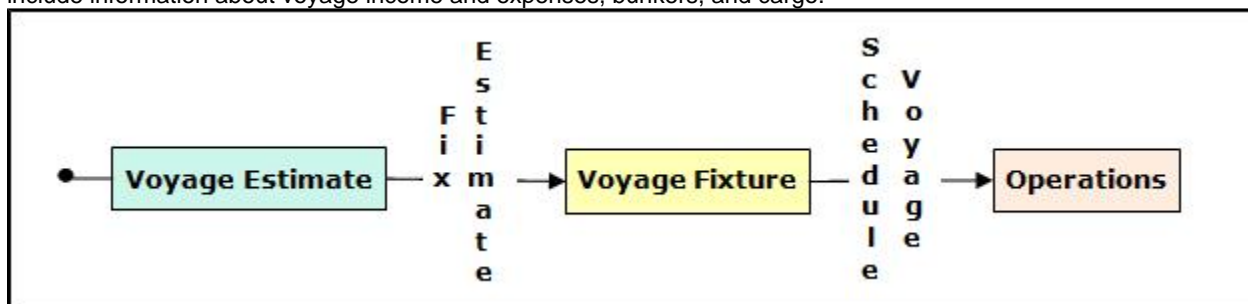 include information about voyage income and expenses, bunkers, and cargo.
Voyage Estimate
Fix
Estimate
Voyage Fixture
Schedule
Voyage
Operations